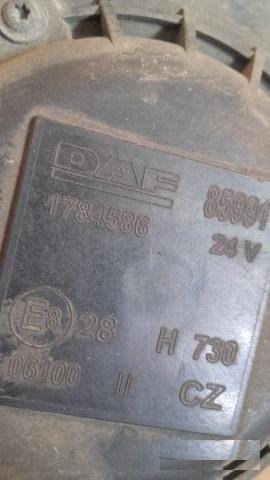 DAF 85991
1784586 24 V
E8 28 H 730
06100 II CZ